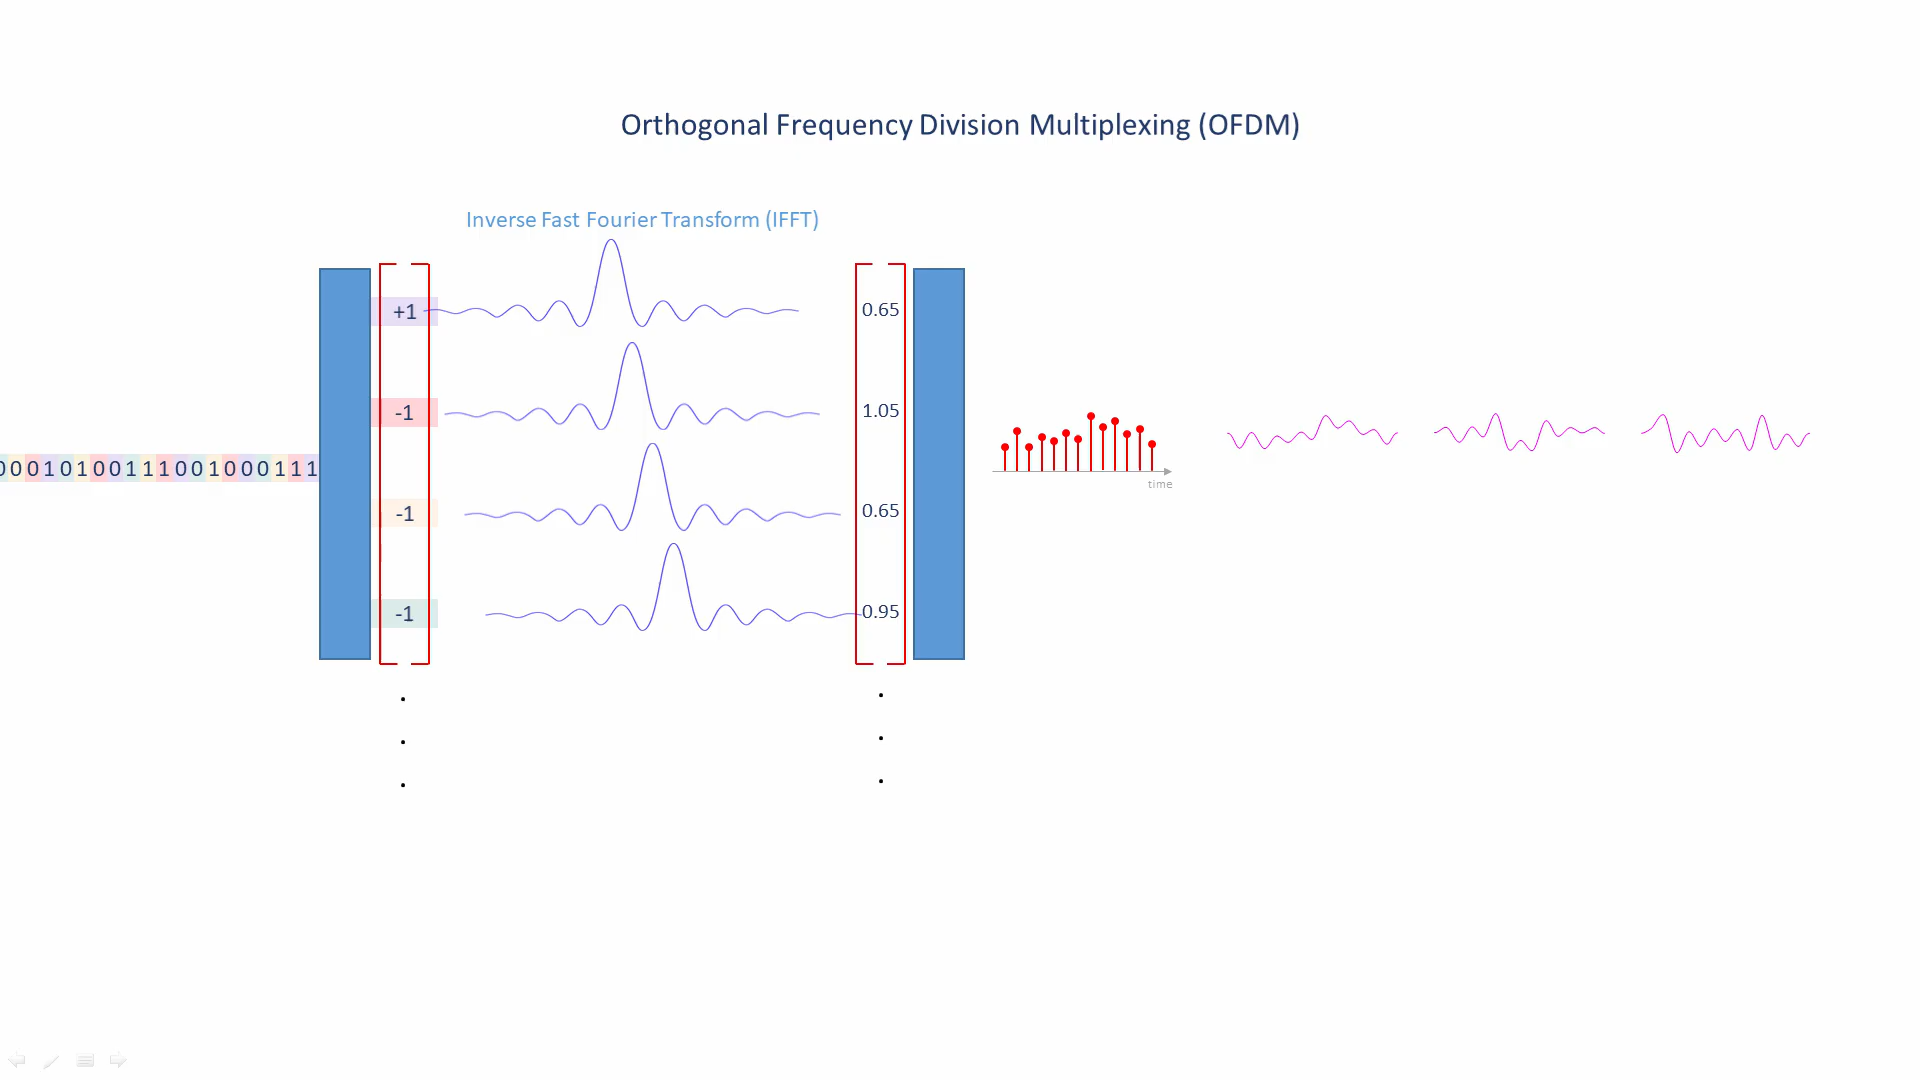 Orthogonal Frequency Division Multiplexing (OFDM)
Inverse Fast Fourier Transform (IFFT)
+1
-1
-1
-1
0 0 0 1 0 1 0 0 1 1 1 0 0 1 0 0 0 1 1 1
0.65
1.05
0.65
0.95
time